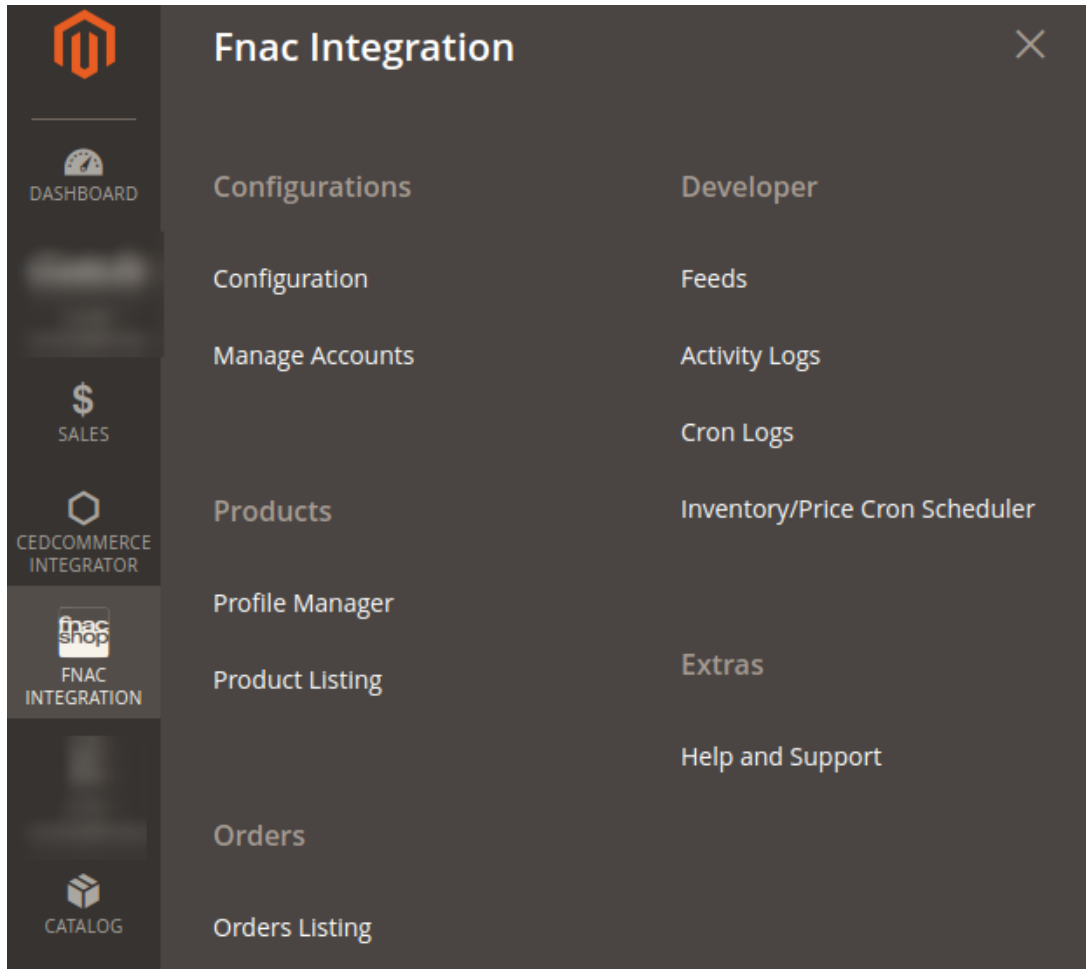 DASHBOARD
SALES
CEDCOMMERCE
INTEGRATOR
fnac
shop
FNAC
INTEGRATION
CATALOG
Fnac Integration
Configurations
Configuration
Manage Accounts
Products
Profile Manager
Product Listing
Orders
Orders Listing
Developer
Feeds
Activity Logs
Cron Logs
Inventory/Price Cron Scheduler
Extras
Help and Support